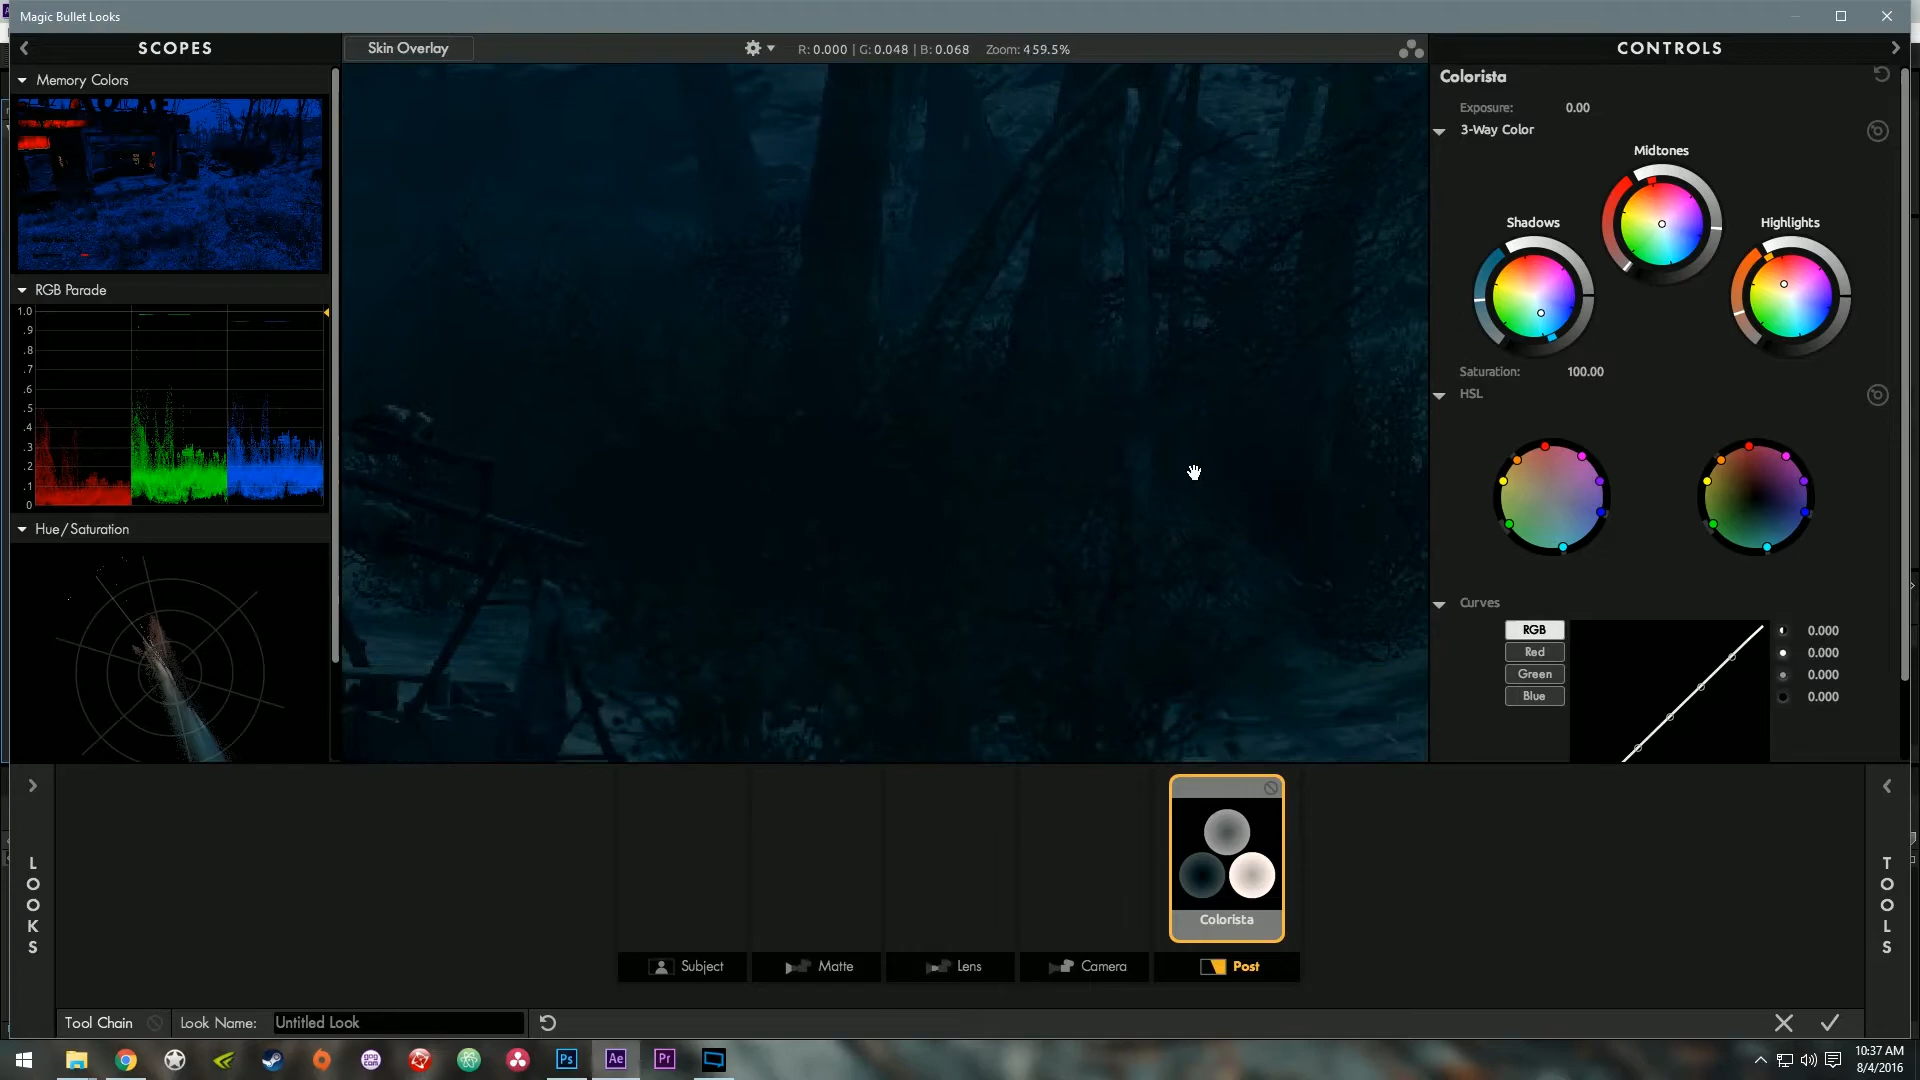 Magic Bullet Looks
SCOPES
Skin Overlay
R: 0.000 | G: 0.048 | B: 0.068 Zoom: 459.5%
CONTROLS
Memory Colors
RGB Parade
1.0
.9
.8
.7
.6
.5
.4
.3
.2
.1
0
Hue/Saturation
Colorista
Exposure: 0.00
3-Way Color
Midtones
Shadows
Highlights
Saturation: 100.00
HSL
Curves
RGB 0.000
Red 0.000
Green 0.000
Blue 0.000
LOOKS
Colorista
TOOLS
Subject
Matte
Lens
Camera
Post
Tool Chain
Look Name: Untitled Look
gog
com
Ps
Ae
Pr
10:37 AM
8/4/2016